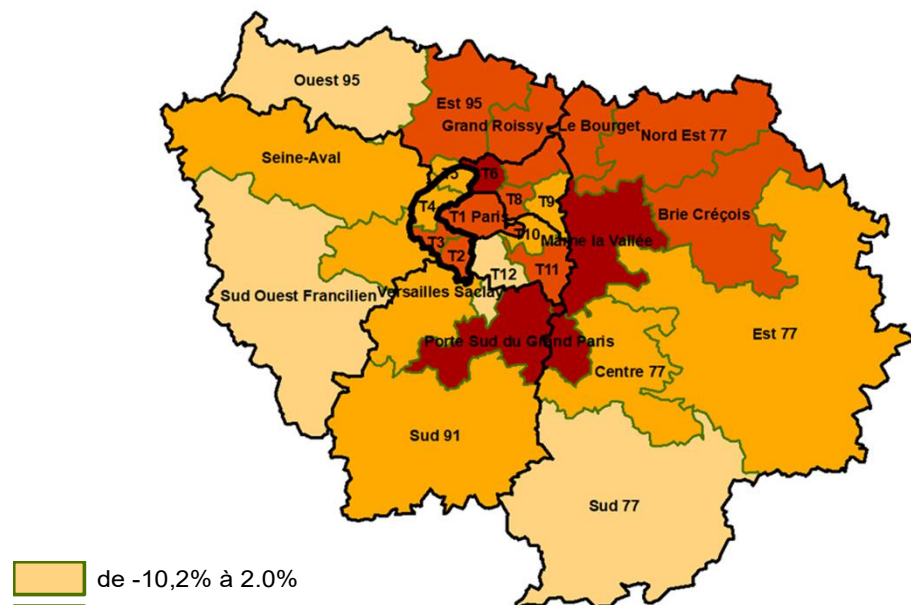 Ouest 95
Est 95
Grand Roissy
Le Bourget
Nord Est 77
Seine-Aval
T5
T6
T4
T8
T9
T1 Paris
Brie Créçois
T3
T2
T10
Marne la Vallée
T11
T12
Sud Ouest Francilien
Versailles Saclay
Porte Sud du Grand Paris
Est 77
Centre 77
Sud 91
Sud 77
de -10,2% à 2.0%